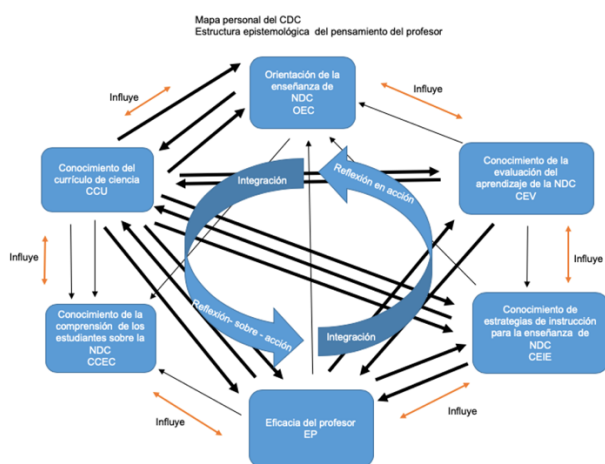 Mapa personal del CDC
Estructura epistemológica del pensamiento del profesor
Orientación de la
enseñanza de
NDC
OEC
Influye
Influye
Conocimiento del
currículo de ciencia
CCU
Integración
Reflexión en acción
Conocimiento de la
evaluación del
aprendizaje de la NDC
CEV
Influye
Influye
Conocimiento de la
comprensión de los
estudiantes sobre la
NDC
CCEC
Reflexión- sobre - acción
Integración
Conocimiento de
estrategias de instrucción
para la enseñanza de
NDC
CEIE
Influye
Eficacia del profesor
EP
Influye